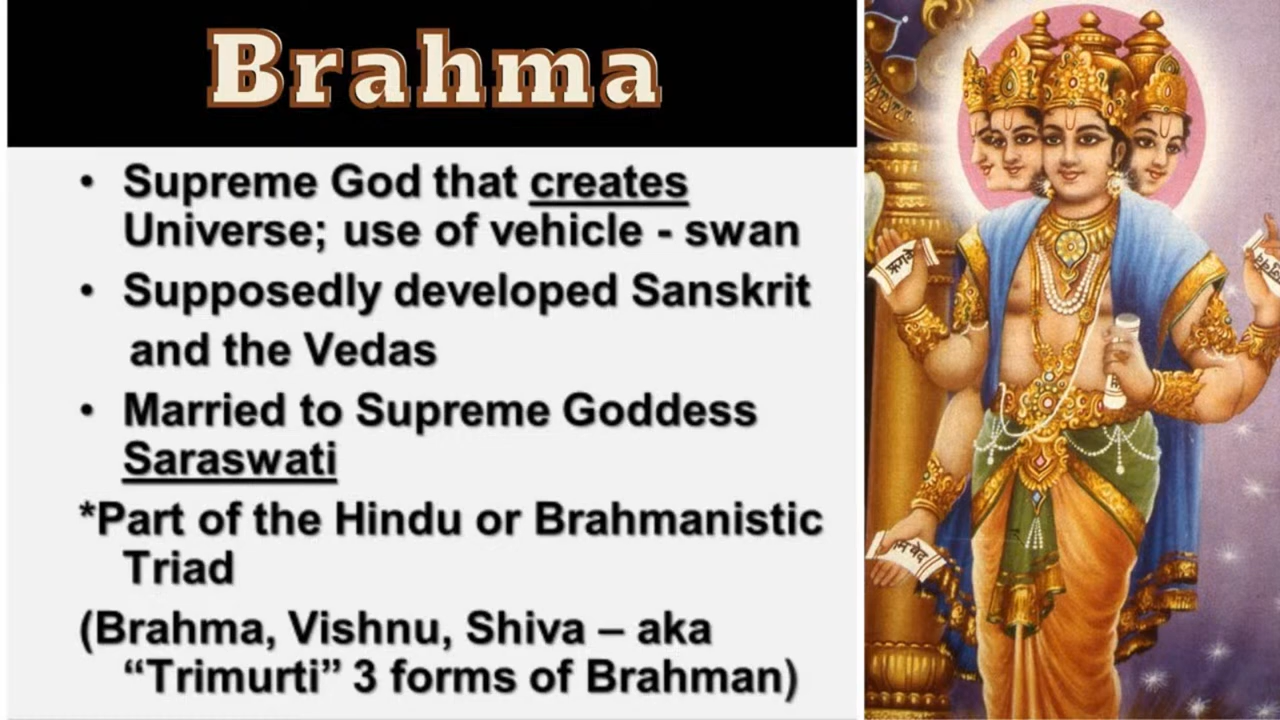 Brahma
• Supreme God that creates
Universe; use of vehicle - swan
• Supposedly developed Sanskrit
and the Vedas
• Married to Supreme Goddess
Saraswati
*Part of the Hindu or Brahmanistic
Triad
(Brahma, Vishnu, Shiva – aka
“Trimurti” 3 forms of Brahman)